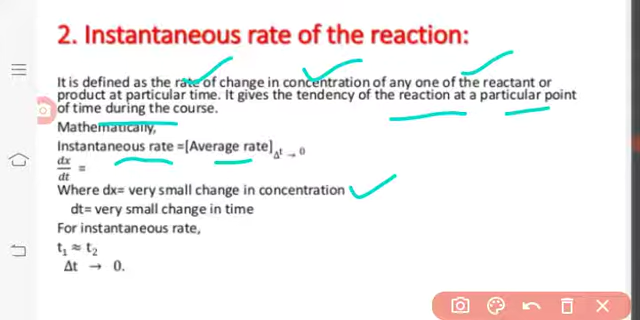 2. Instantaneous rate of the reaction:
It is defined as the rate of change in concentration of any one of the reactant or
product at particular time. It gives the tendency of the reaction at a particular point
of time during the course.
Mathematically,
Instantaneous rate =[Average rate]Δt → 0
dx/dt =
Where dx= very small change in concentration
dt= very small change in time
For instantaneous rate,
t₁ ≈ t₂
Δt → 0.